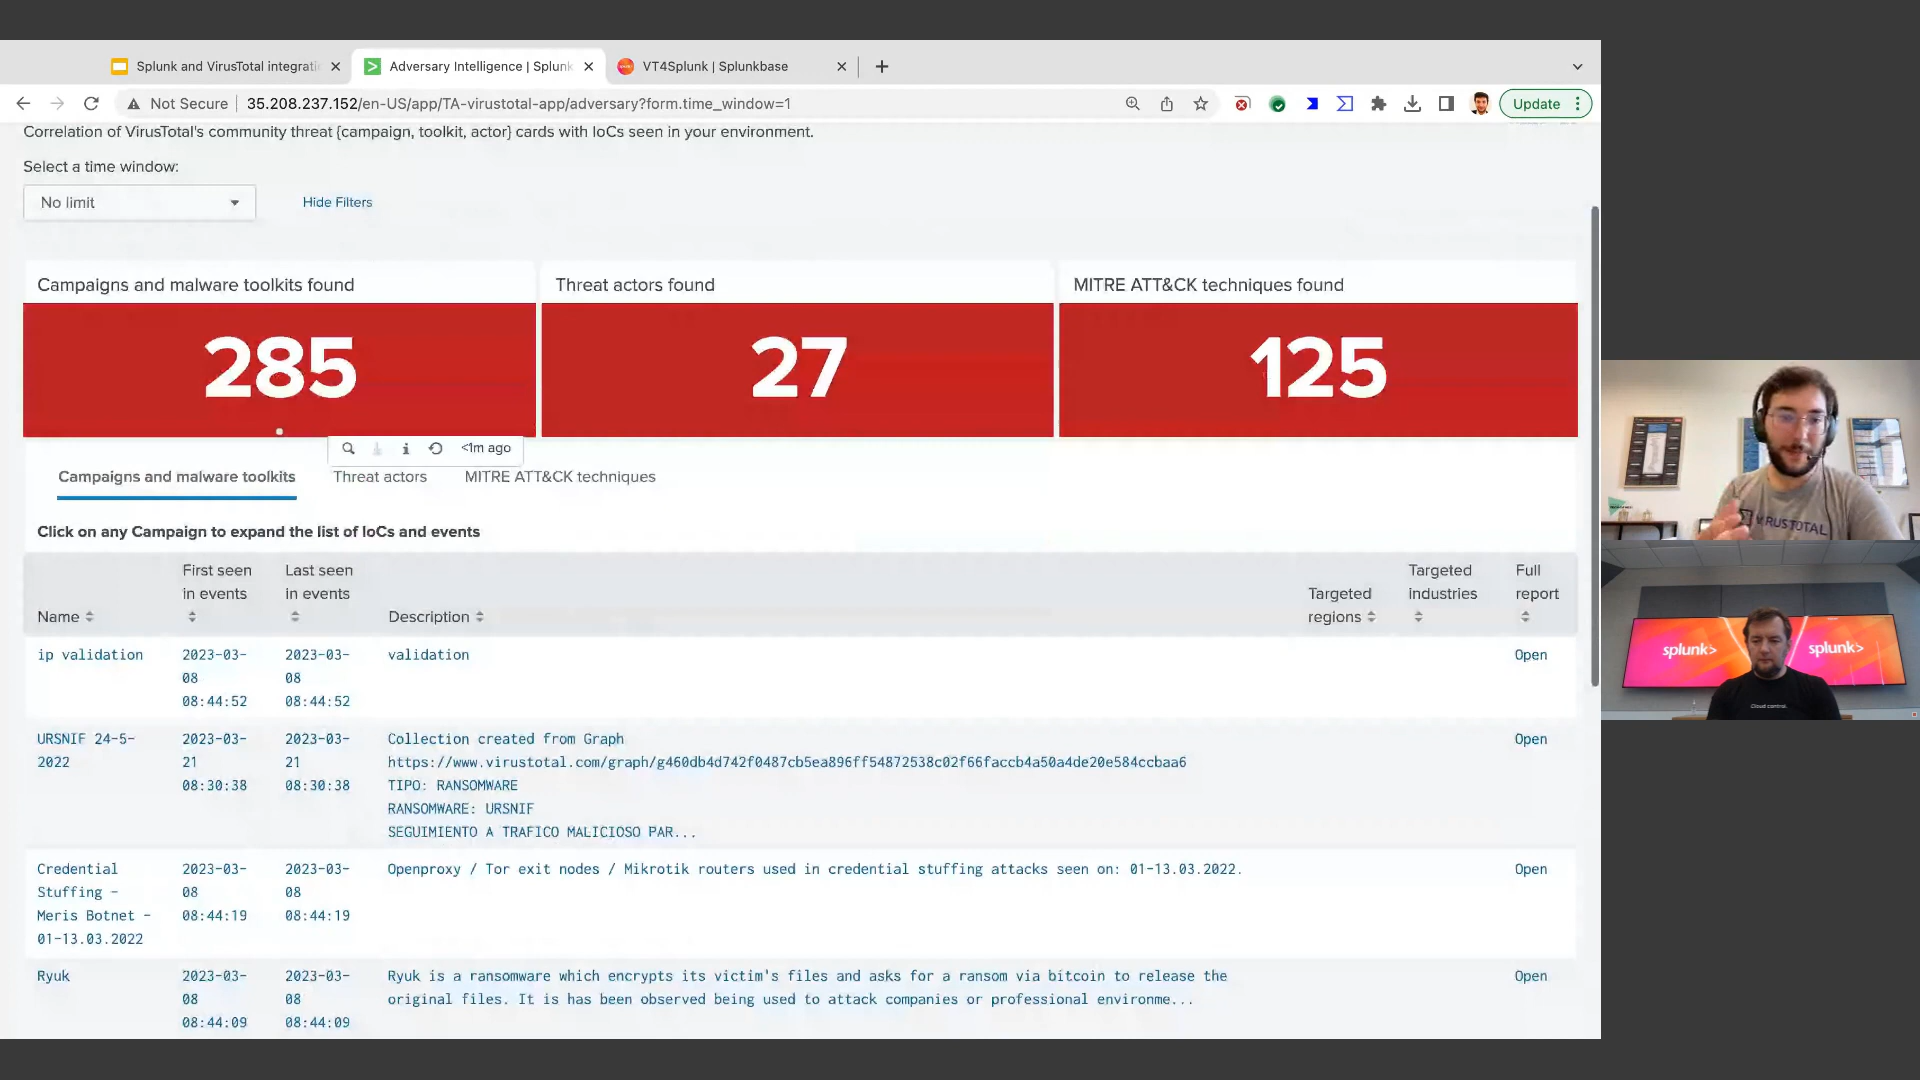 Splunk and VirusTotal integrati
Adversary Intelligence | Splunk
VT4Splunk | Splunkbase
Not Secure
35.208.237.152/en-US/app/TA-virustotal-app/adversary?form.time_window=1
Update
Correlation of VirusTotal's community threat {campaign, toolkit, actor} cards with IoCs seen in your environment.
Select a time window:
No limit
Hide Filters
Campaigns and malware toolkits found
Threat actors found
MITRE ATT&CK techniques found
285
27
125
<1m ago
Campaigns and malware toolkits
Threat actors
MITRE ATT&CK techniques
Click on any Campaign to expand the list of IoCs and events
Name
First seen
in events
Last seen
in events
Description
Targeted
regions
Targeted
industries
Full
report
ip validation
2023-03-
08
08:44:52
2023-03-
08
08:44:52
validation
Open
URSNIF 24-5-
2022
2023-03-
21
08:30:38
2023-03-
21
08:30:38
Collection created from Graph
https://www.virustotal.com/graph/g460db4d742f0487cb5ea896ff54872538c02f66faccb4a50a4de20e584ccbaa6
TIPO: RANSOMWARE
RANSOMWARE: URSNIF
SEGUIMIENTO A TRAFICO MALICIOSO PAR...
Open
Credential
Stuffing -
Meris Botnet -
01-13.03.2022
2023-03-
08
08:44:19
2023-03-
08
08:44:19
Openproxy / Tor exit nodes / Mikrotik routers used in credential stuffing attacks seen on: 01-13.03.2022.
Open
Ryuk
2023-03-
08
08:44:09
2023-03-
08
08:44:09
Ryuk is a ransomware which encrypts its victim's files and asks for a ransom via bitcoin to release the
original files. It is has been observed being used to attack companies or professional environme...
Open
VIRUSTOTAL
splunk>
splunk>
Cloud control.